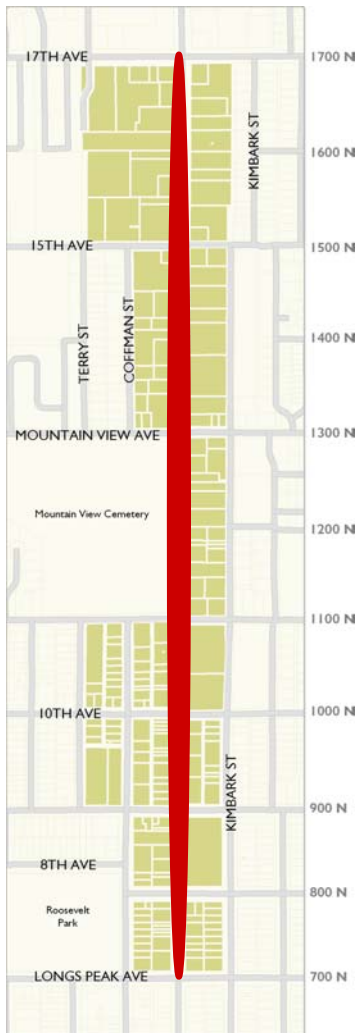 17TH AVE
1700 N
KIMBARK ST
1600 N
15TH AVE
1500 N
TERRY ST
COFFMAN ST
1400 N
MOUNTAIN VIEW AVE
1300 N
Mountain View Cemetery
1200 N
1100 N
10TH AVE
1000 N
KIMBARK ST
900 N
8TH AVE
800 N
Roosevelt
Park
LONGS PEAK AVE
700 N